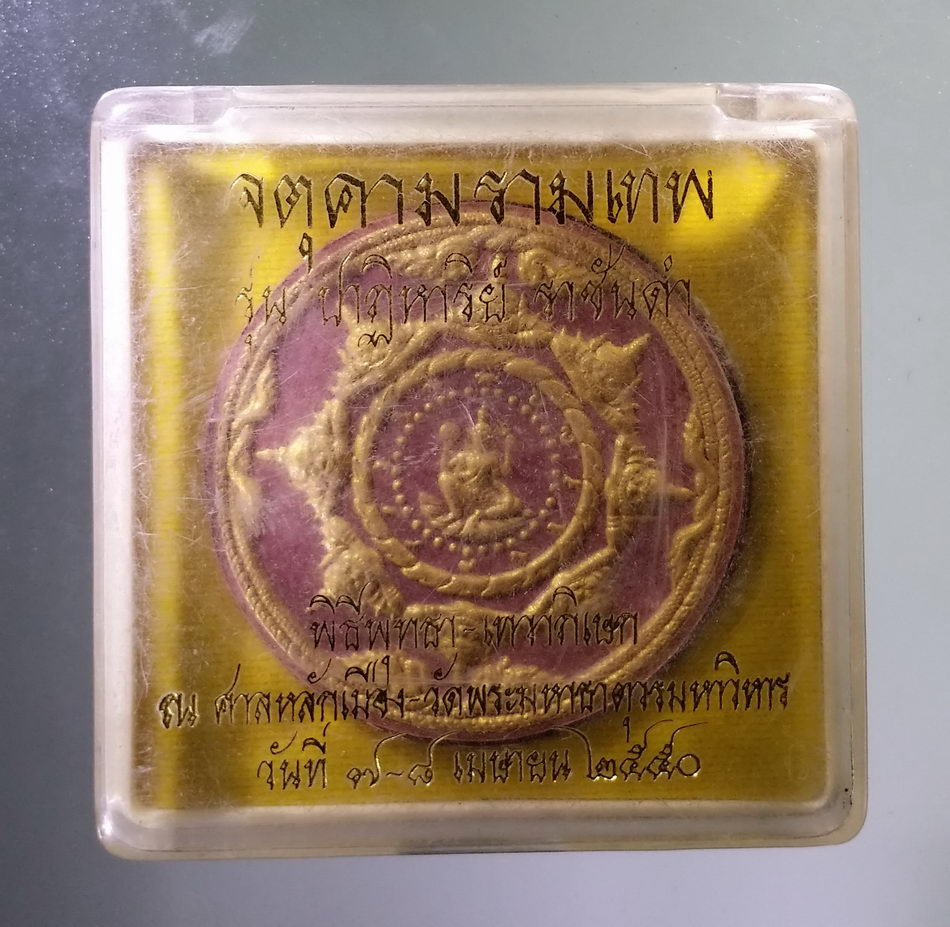 จตุคามรามเทพ
รุ่น ปาฏิหาริย์ ราชันดำ
พิธีพุทธา-เทวาภิเษก
ณ ศาลหลักเมือง-วัดพระมหาธาตุวรมหาวิหาร
วันที่ ๗-๘ เมษายน ๒๕๕๐